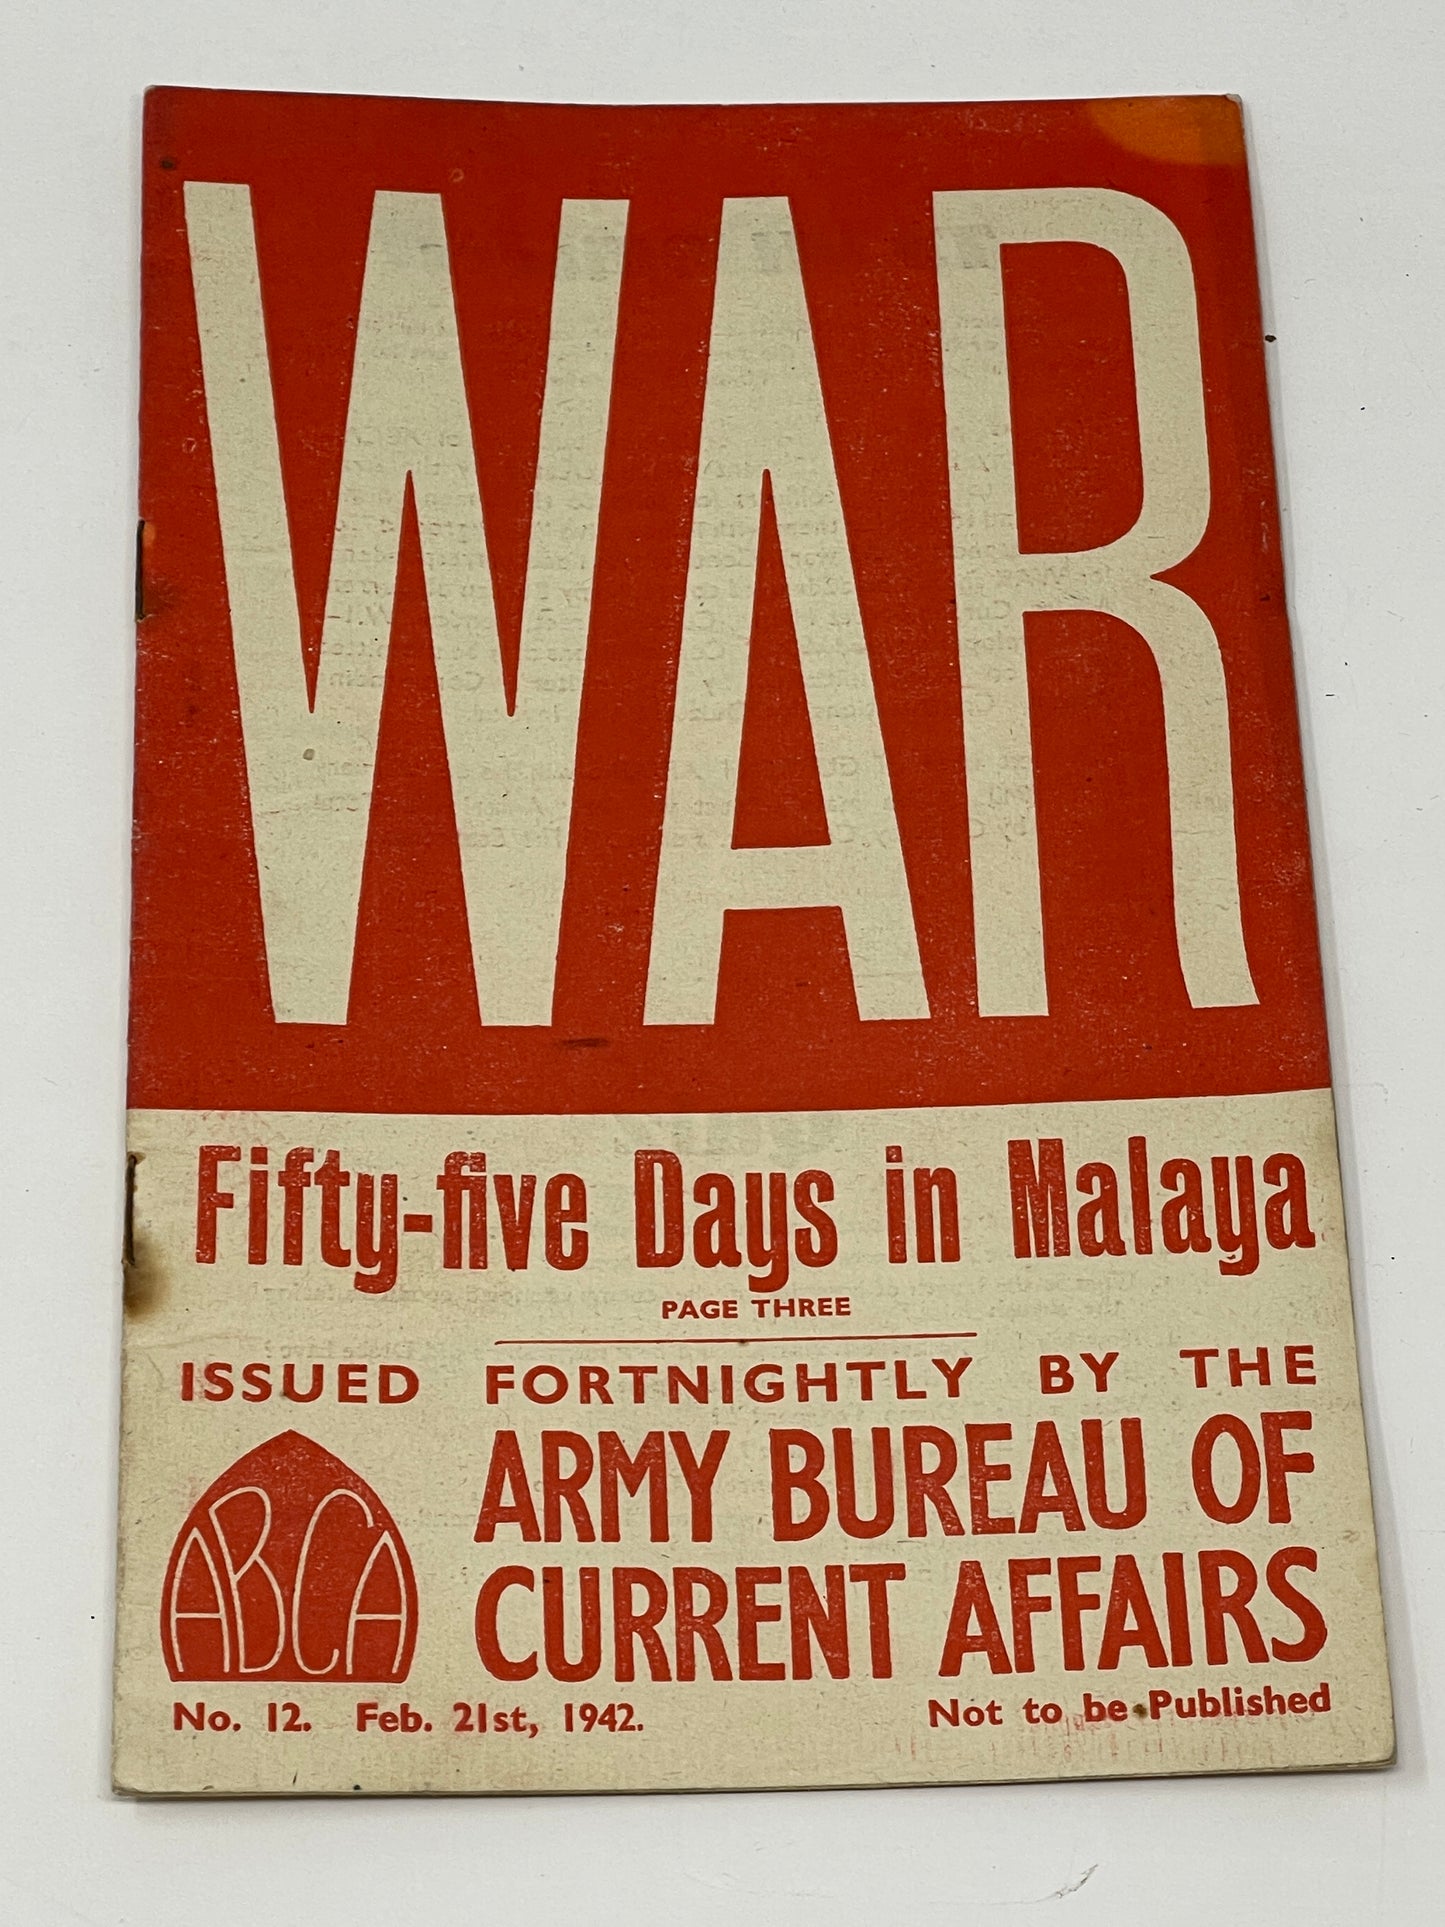 WAR
Fifty-five Days in Malaya
PAGE THREE
ISSUED FORTNIGHTLY BY THE
ARMY BUREAU OF
CURRENT AFFAIRS
ABCA
No. 12. Feb. 21st, 1942.
Not to be Published